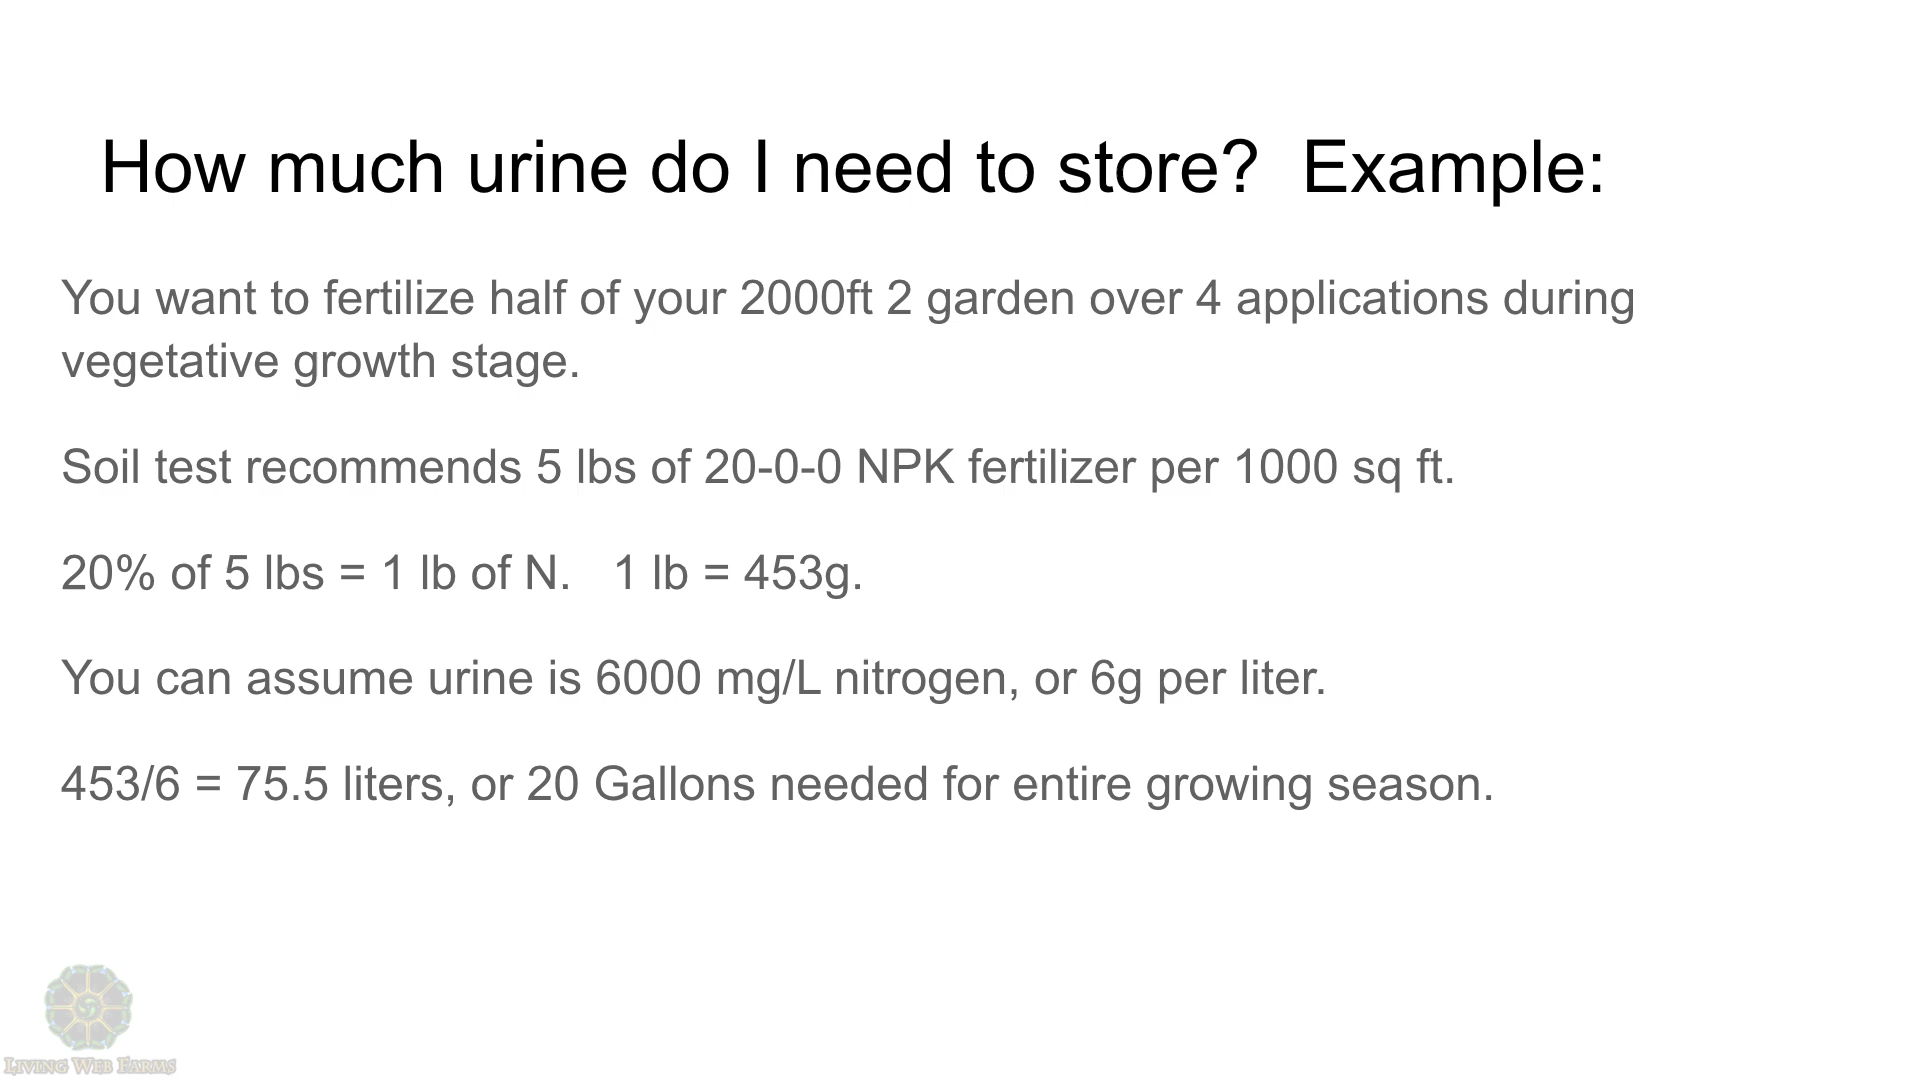 How much urine do I need to store?  Example:
You want to fertilize half of your 2000ft 2 garden over 4 applications during
vegetative growth stage.
Soil test recommends 5 lbs of 20-0-0 NPK fertilizer per 1000 sq ft.
20% of 5 lbs = 1 lb of N.   1 lb = 453g.
You can assume urine is 6000 mg/L nitrogen, or 6g per liter.
453/6 = 75.5 liters, or 20 Gallons needed for entire growing season.
LIVING WEB FARMS